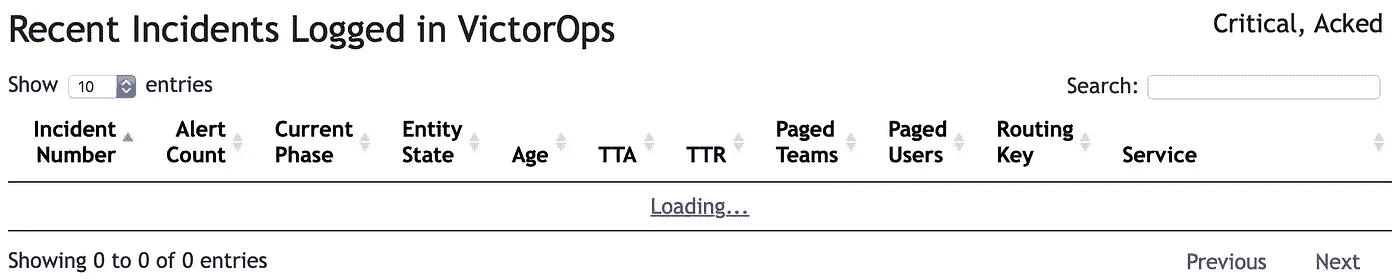 Recent Incidents Logged in VictorOps
Critical, Acked
Show 10 entries
Search:
Incident Number Alert Count Current Phase Entity State Age TTA TTR Paged Teams Paged Users Routing Key Service
Loading...
Showing 0 to 0 of 0 entries
Previous Next